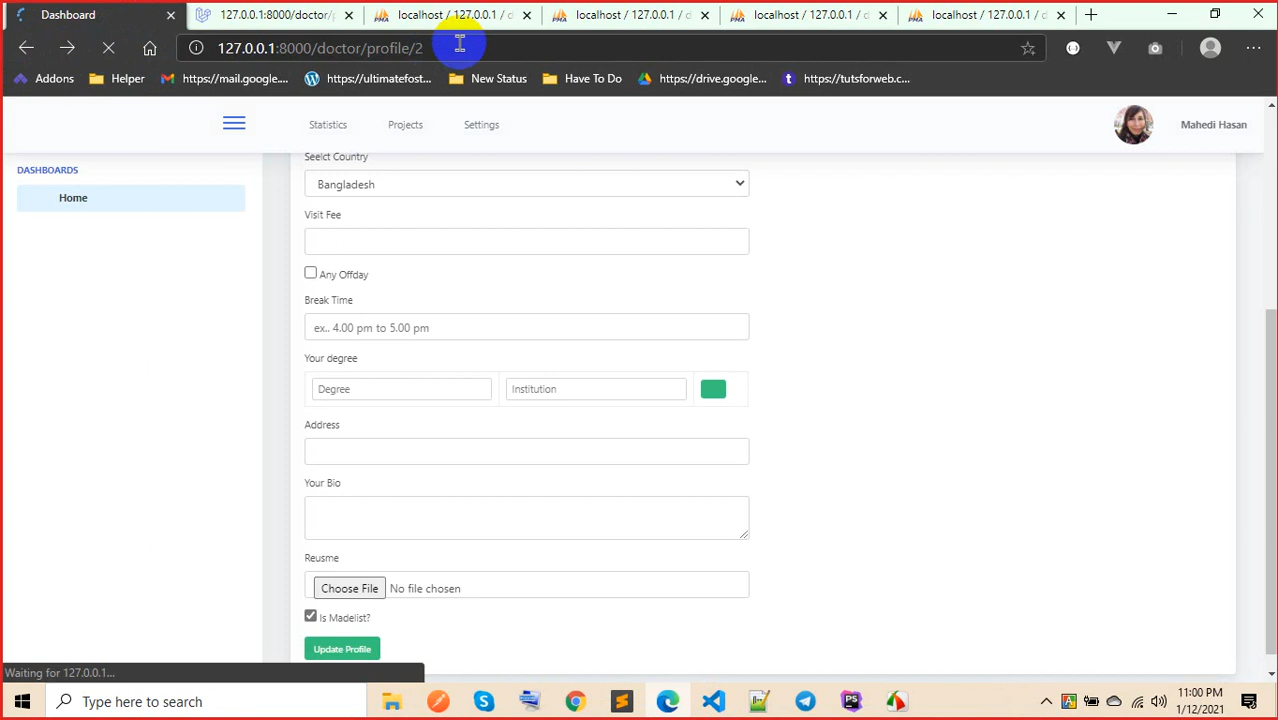 Dashboard
127.0.0.1:8000/doctor/p
localhost / 127.0.0.1 / d
localhost / 127.0.0.1 / d
localhost / 127.0.0.1 / d
localhost / 127.0.0.1 / d
127.0.0.1:8000/doctor/profile/2
Addons
Helper
https://mail.google....
https://ultimatefost...
New Status
Have To Do
https://drive.google...
https://tutsforweb.c...
Statistics
Projects
Settings
Mahedi Hasan
DASHBOARDS
Home
Seelct Country
Bangladesh
Visit Fee
Any Offday
Break Time
ex.. 4.00 pm to 5.00 pm
Your degree
Degree
Institution
Address
Your Bio
Reusme
Choose File No file chosen
Is Madelist?
Update Profile
Waiting for 127.0.0.1...
Type here to search
11:00 PM
1/12/2021